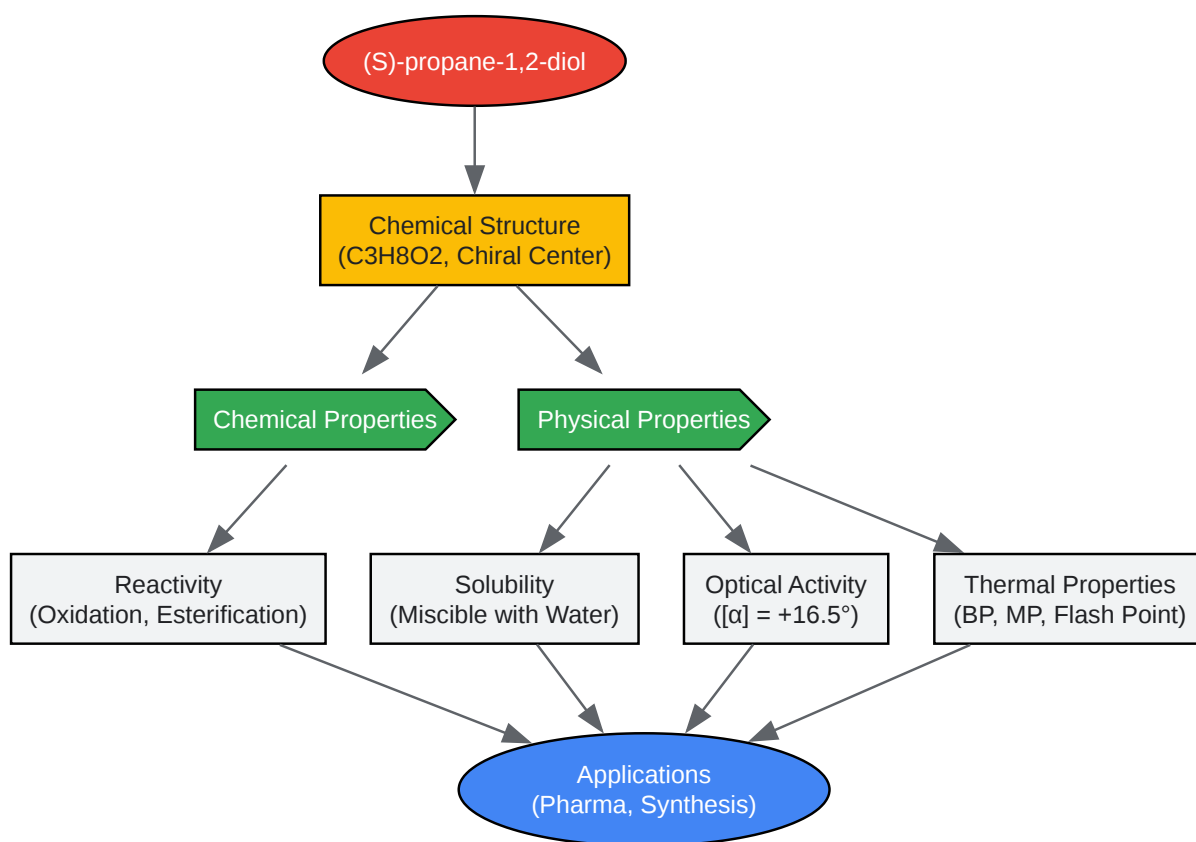 (S)-propane-1,2-diol
Chemical Structure
(C3H8O2, Chiral Center)
Chemical Properties
Physical Properties
Reactivity
(Oxidation, Esterification)
Solubility
(Miscible with Water)
Optical Activity
([α] = +16.5°)
Thermal Properties
(BP, MP, Flash Point)
Applications
(Pharma, Synthesis)